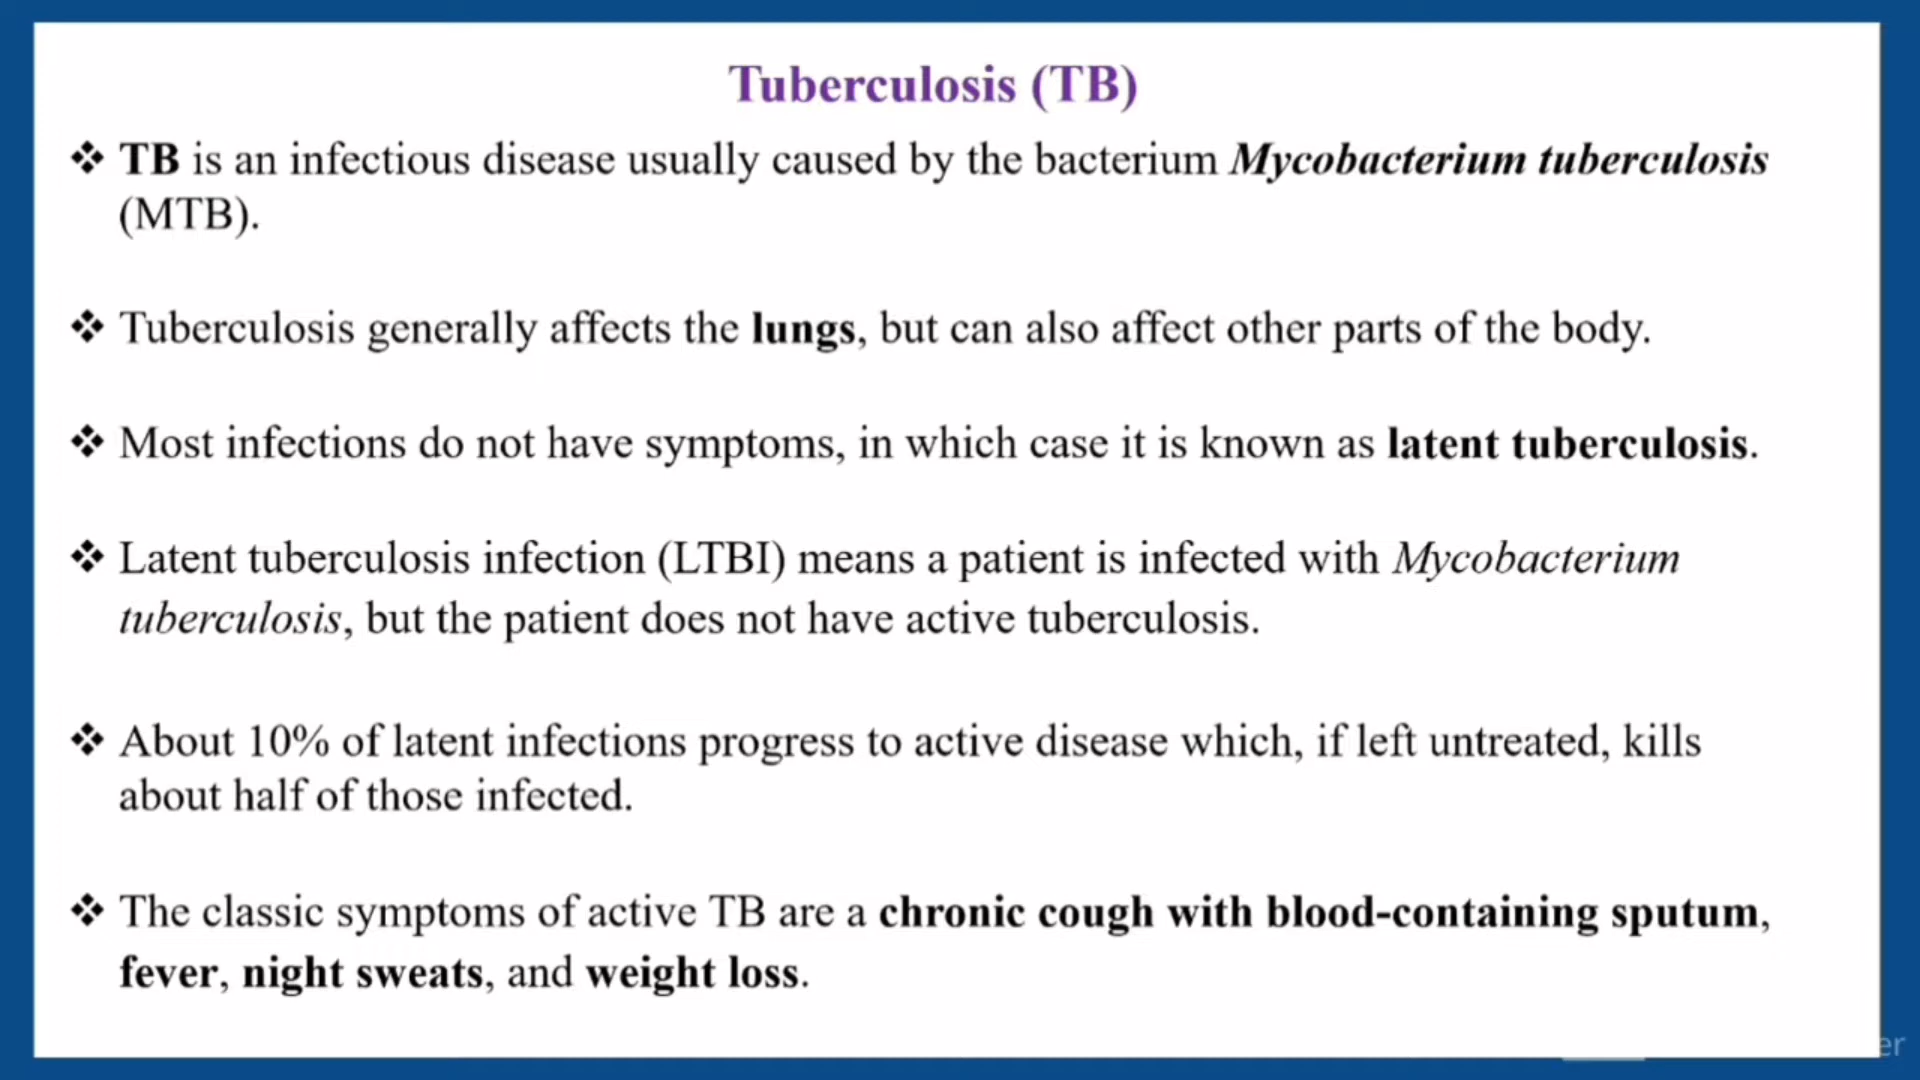 Tuberculosis (TB)
❖ TB is an infectious disease usually caused by the bacterium Mycobacterium tuberculosis
(MTB).
❖ Tuberculosis generally affects the lungs, but can also affect other parts of the body.
❖ Most infections do not have symptoms, in which case it is known as latent tuberculosis.
❖ Latent tuberculosis infection (LTBI) means a patient is infected with Mycobacterium
tuberculosis, but the patient does not have active tuberculosis.
❖ About 10% of latent infections progress to active disease which, if left untreated, kills
about half of those infected.
❖ The classic symptoms of active TB are a chronic cough with blood-containing sputum,
fever, night sweats, and weight loss.